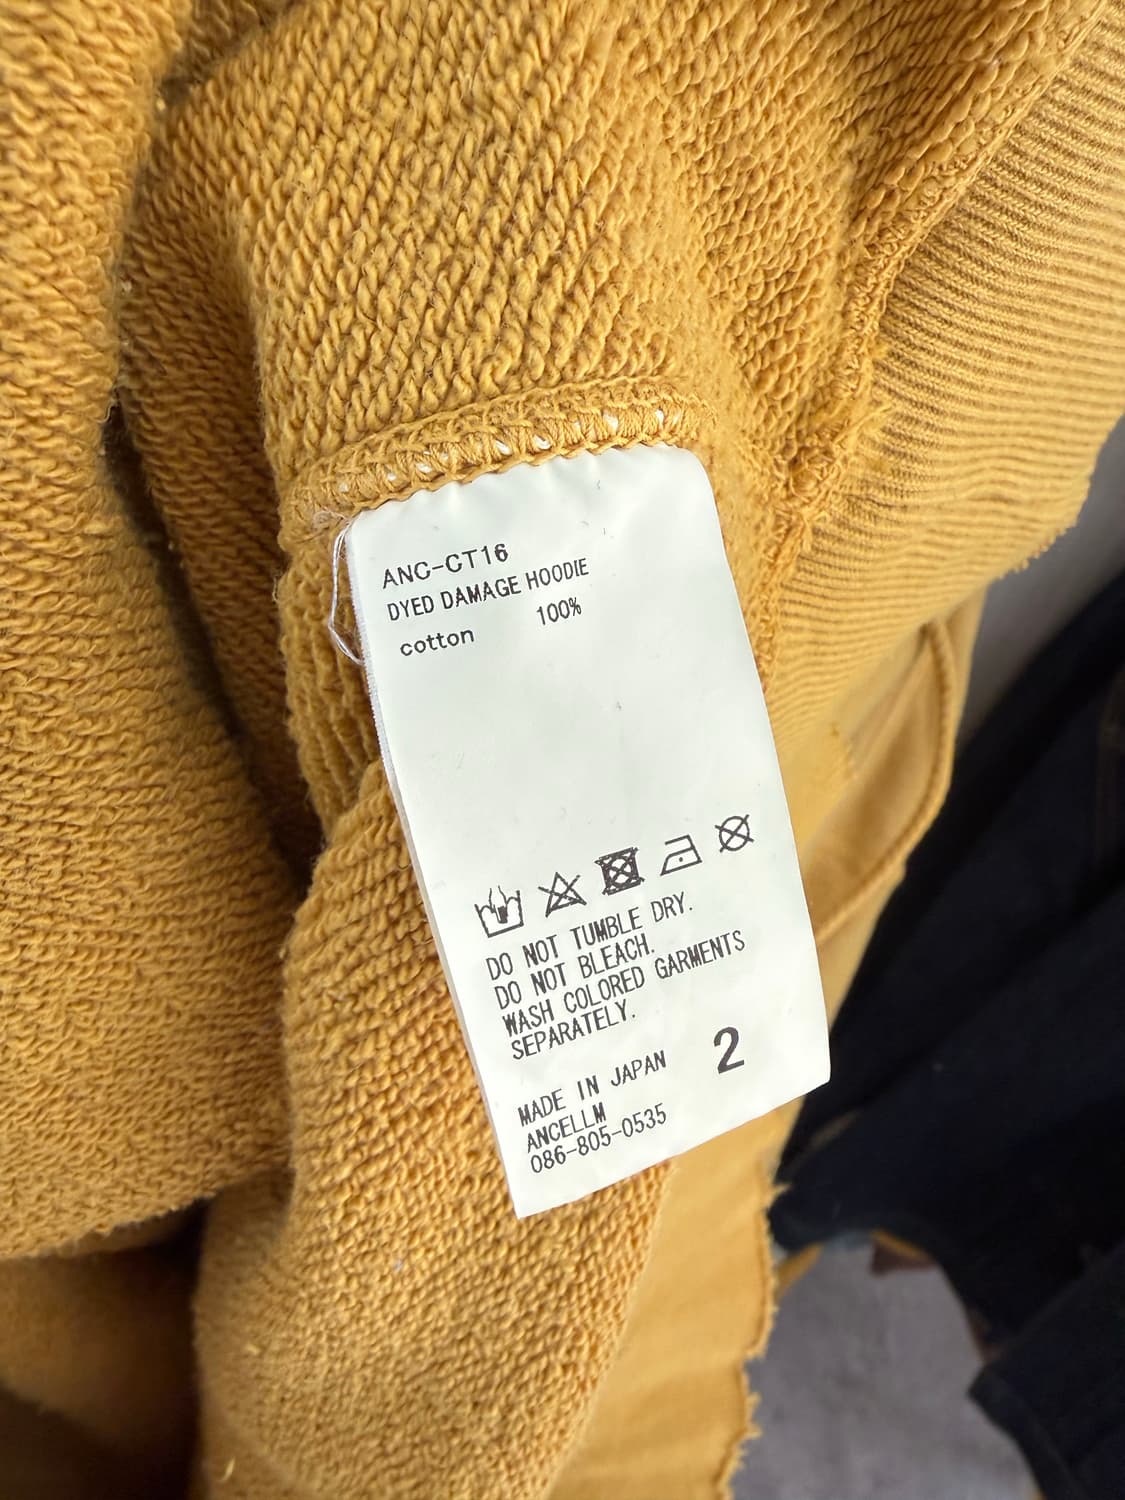 ANC-CT16
DYED DAMAGE HOODIE
cotton 100%
DO NOT TUMBLE DRY.
DO NOT BLEACH.
WASH COLORED GARMENTS
SEPARATELY.
2
MADE IN JAPAN
ANCELLM
086-805-0535